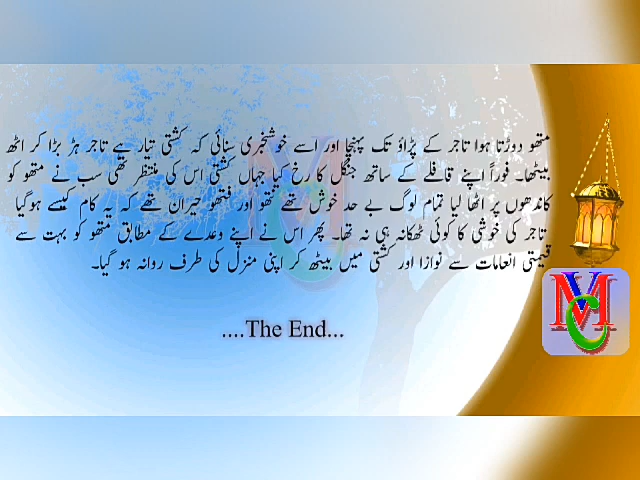 متھو دوڑتا ہوا تاجر کے پڑاؤ تک پہنچا اور اسے خوشخبری سنائی کہ کشتی تیار ہے تاجر ہڑ بڑا کر اٹھ
بیٹھا۔ فوراً اپنے قافلے کے ساتھ جنگل کا رخ کیا جہاں کشتی اس کی منتظر تھی سب نے متھو کو
کاندھوں پر اٹھا لیا تمام لوگ بے حد خوش تھے نتھو اور فتھو حیران تھے کہ یہ کام کیسے ہوگیا
تاجر کی خوشی کا کوئی ٹھکانہ ہی نہ تھا۔ پھر اس نے اپنے وعدے کے مطابق متھو کو بہت سے
قیمتی انعامات سے نوازا اور کشتی میں بیٹھ کر اپنی منزل کی طرف روانہ ہو گیا۔
....The End...
MVC